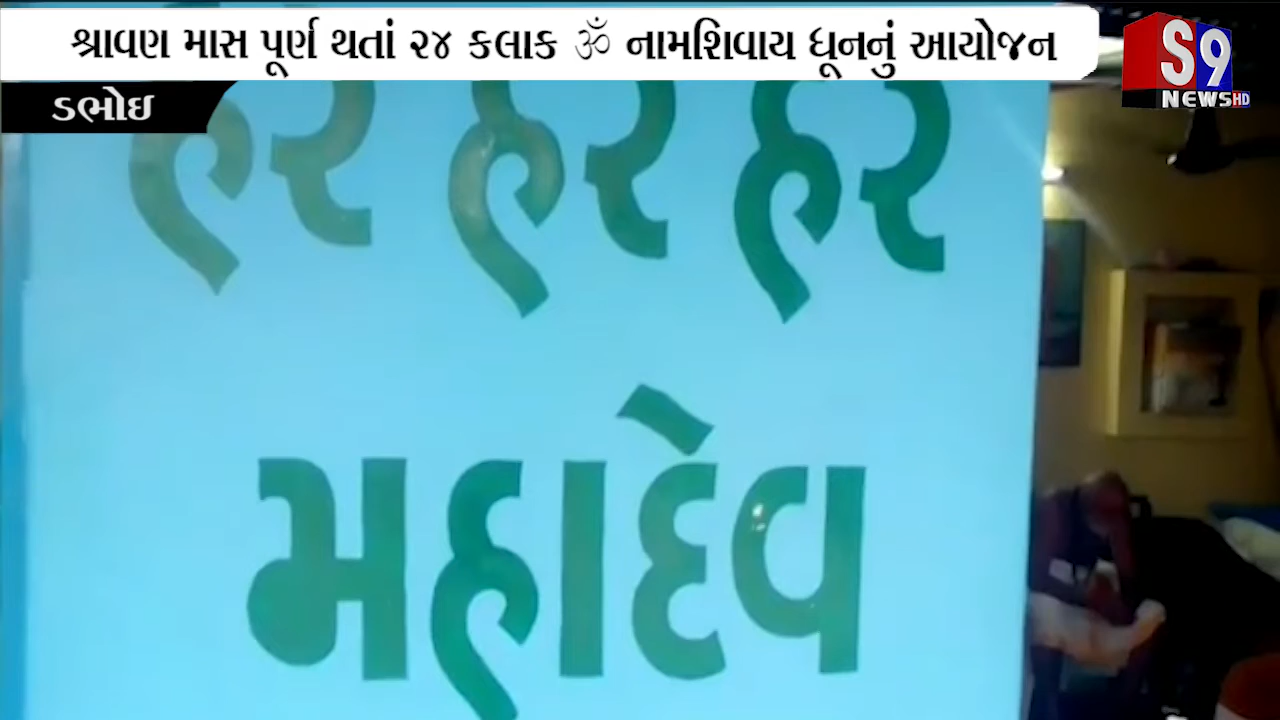 શ્રાવણ માસ પૂર્ણ થતાં ૨૪ કલાક ૐ નામશિવાય ધૂનનું આયોજન
S9
NEWS HD
ડભોઇ
હર હર હર
મહાદેવ